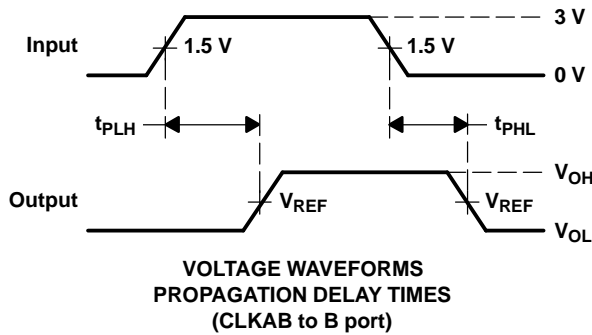 3 V
Input
1.5 V
1.5 V
0 V
tPLH
tPHL
VOH
Output
VREF
VREF
VOL
VOLTAGE WAVEFORMS
PROPAGATION DELAY TIMES
(CLKAB to B port)